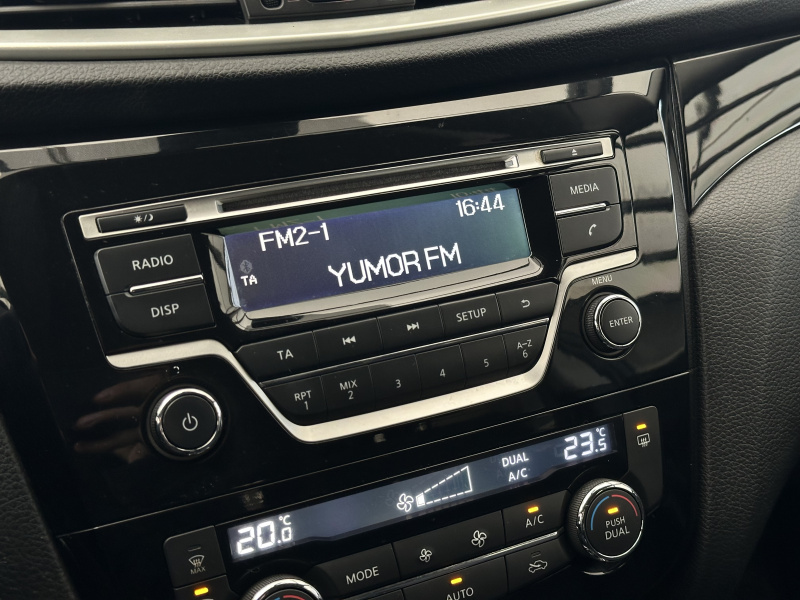 16:44
MEDIA
FM2-1
RADIO
TA
YUMOR FM
DISP
MENU
ENTER
SETUP
TA
A-Z
RPT
1
MIX
2
3
4
5
6
DUAL
A/C
23.5°C
20.0°C
A/C
PUSH
DUAL
MAX
MODE
AUTO